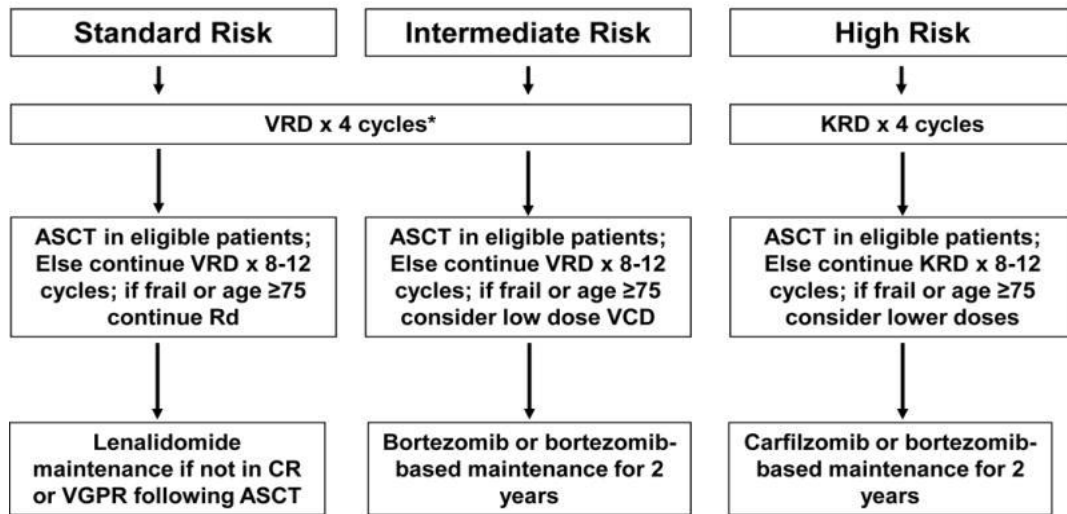 Standard Risk
Intermediate Risk
High Risk
VRD x 4 cycles*
KRD x 4 cycles
ASCT in eligible patients;
Else continue VRD x 8-12
cycles; if frail or age ≥75
continue Rd
ASCT in eligible patients;
Else continue VRD x 8-12
cycles; if frail or age ≥75
consider low dose VCD
ASCT in eligible patients;
Else continue KRD x 8-12
cycles; if frail or age ≥75
consider lower doses
Lenalidomide
maintenance if not in CR
or VGPR following ASCT
Bortezomib or bortezomib-
based maintenance for 2
years
Carfilzomib or bortezomib-
based maintenance for 2
years